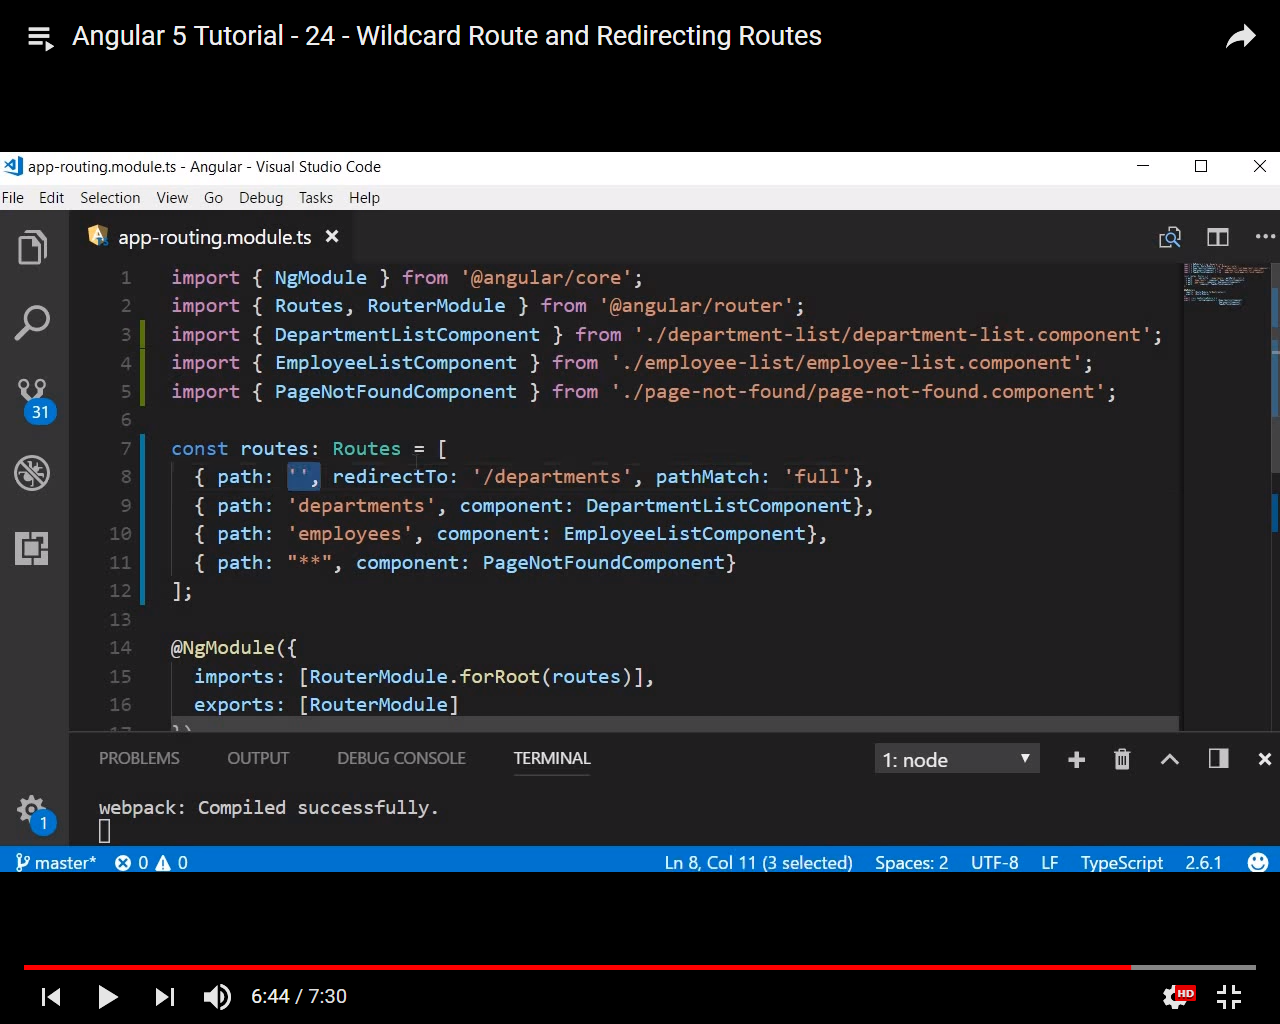 Angular 5 Tutorial - 24 - Wildcard Route and Redirecting Routes
app-routing.module.ts - Angular - Visual Studio Code
File Edit Selection View Go Debug Tasks Help
app-routing.module.ts
1 import { NgModule } from '@angular/core';
2 import { Routes, RouterModule } from '@angular/router';
3 import { DepartmentListComponent } from './department-list/department-list.component';
4 import { EmployeeListComponent } from './employee-list/employee-list.component';
5 import { PageNotFoundComponent } from './page-not-found/page-not-found.component';
6
7 const routes: Routes = [
8 { path: '', redirectTo: '/departments', pathMatch: 'full'},
9 { path: 'departments', component: DepartmentListComponent},
10 { path: 'employees', component: EmployeeListComponent},
11 { path: "**", component: PageNotFoundComponent}
12 ];
13
14 @NgModule({
15 imports: [RouterModule.forRoot(routes)],
16 exports: [RouterModule]
17 })
31
1
PROBLEMS OUTPUT DEBUG CONSOLE TERMINAL 1: node
webpack: Compiled successfully.
master* 0 0 Ln 8, Col 11 (3 selected) Spaces: 2 UTF-8 LF TypeScript 2.6.1
6:44 / 7:30 HD